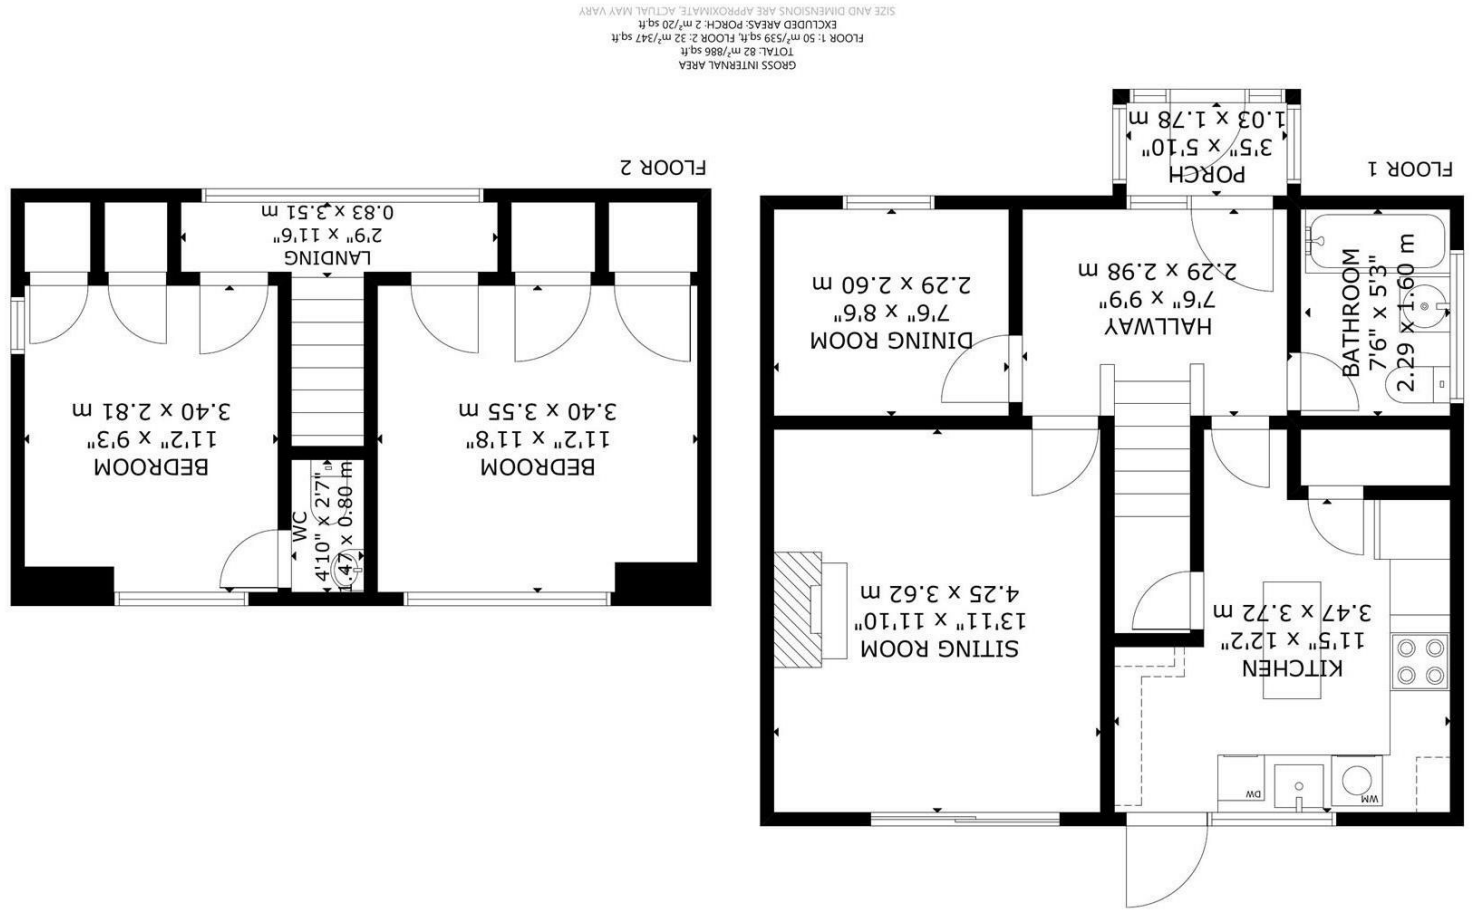 WM
DW
KITCHEN
11'5" x 12'2"
3.47 x 3.72 m
SITING ROOM
13'11" x 11'10"
4.25 x 3.62 m
BATHROOM
7'6" x 5'3"
2.29 x 1.60 m
HALLWAY
7'6" x 9'9"
2.29 x 2.98 m
DINING ROOM
7'6" x 8'6"
2.29 x 2.60 m
PORCH
3'5" x 5'10"
1.03 x 1.78 m
FLOOR 1
BEDROOM
11'2" x 11'8"
3.40 x 3.55 m
WC
4'10" x 2'7"
1.47 x 0.80 m
BEDROOM
11'2" x 9'3"
3.40 x 2.81 m
LANDING
2'9" x 11'6"
0.83 x 3.51 m
FLOOR 2
GROSS INTERNAL AREA
TOTAL: 82 m²/886 sq.ft
FLOOR 1: 50 m²/539 sq.ft, FLOOR 2: 32 m²/347 sq.ft
EXCLUDED AREAS: PORCH: 2 m²/20 sq.ft
SIZE AND DIMENSIONS ARE APPROXIMATE, ACTUAL MAY VARY